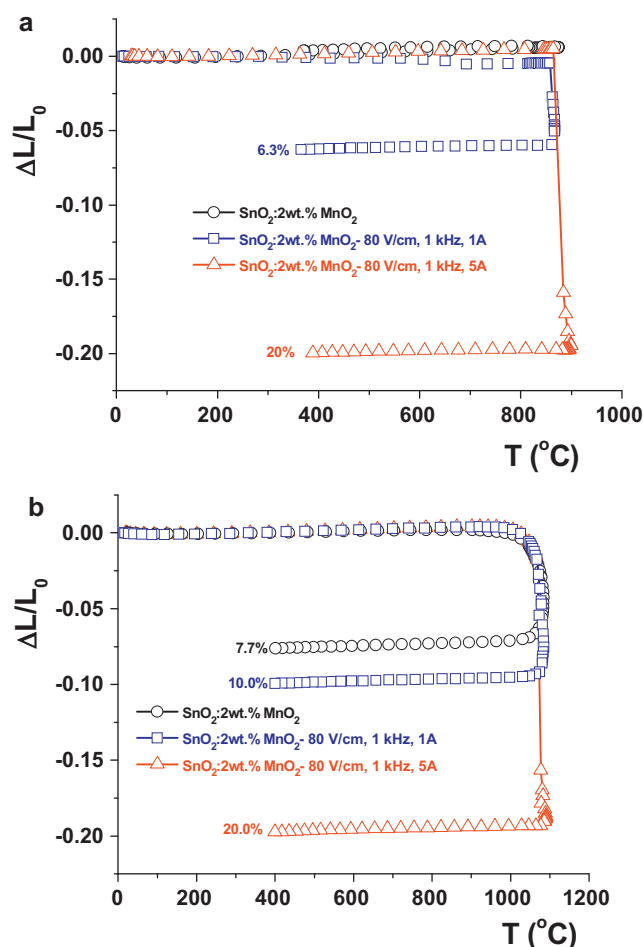 a
0.00
-0.05
-0.10
-0.15
-0.20
ΔL/L₀
6.3%
SnO₂:2wt.% MnO₂
SnO₂:2wt.% MnO₂- 80 V/cm, 1 kHz, 1A
SnO₂:2wt.% MnO₂- 80 V/cm, 1 kHz, 5A
20%
0 200 400 600 800 1000
T (°C)
b
0.00
-0.05
-0.10
-0.15
-0.20
ΔL/L₀
7.7%
10.0%
SnO₂:2wt.% MnO₂
SnO₂:2wt.% MnO₂- 80 V/cm, 1 kHz, 1A
SnO₂:2wt.% MnO₂- 80 V/cm, 1 kHz, 5A
20.0%
0 200 400 600 800 1000 1200
T (°C)